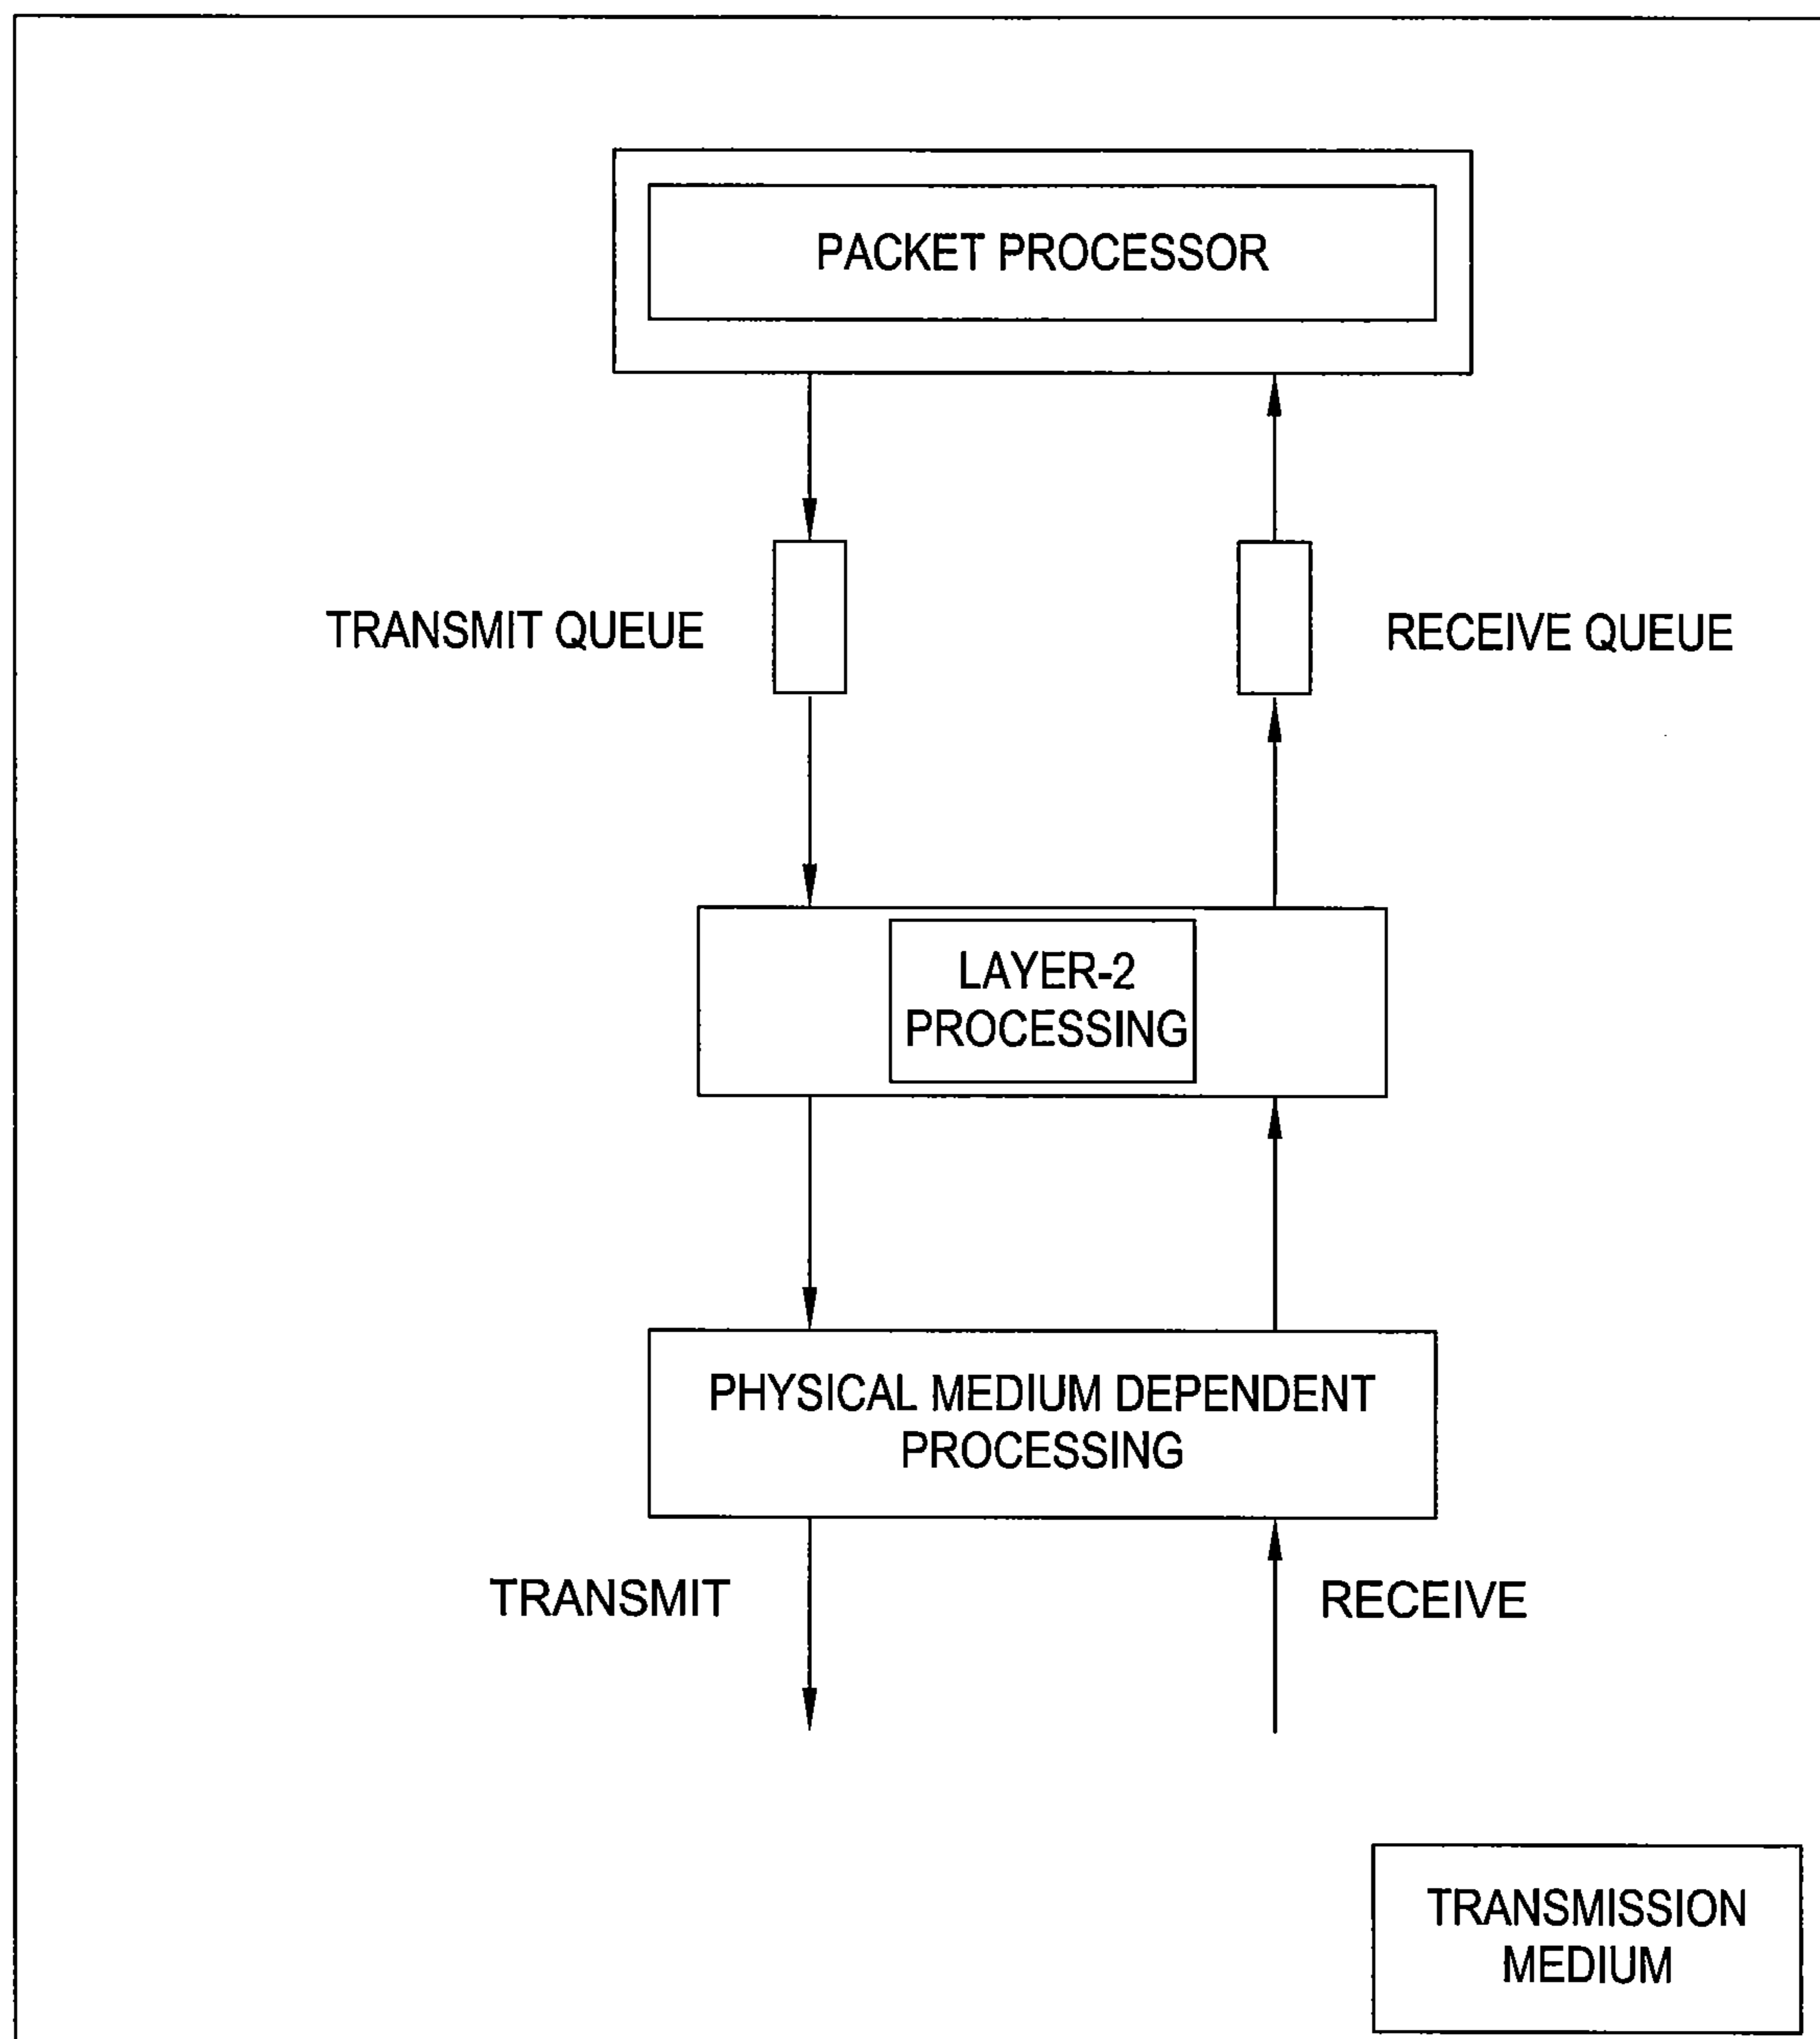 PACKET PROCESSOR
TRANSMIT QUEUE
RECEIVE QUEUE
LAYER-2
PROCESSING
PHYSICAL MEDIUM DEPENDENT
PROCESSING
TRANSMIT
RECEIVE
TRANSMISSION
MEDIUM